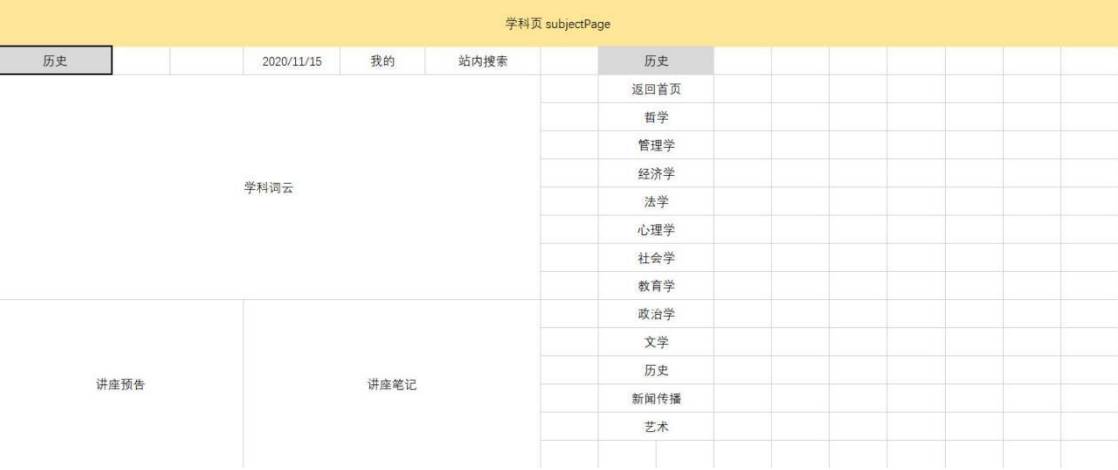 学科页 subjectPage
历史 2020/11/15 我的 站内搜索 历史
返回首页
哲学
管理学
经济学
学科词云
法学
心理学
社会学
教育学
政治学
文学
历史
讲座预告 讲座笔记
新闻传播
艺术